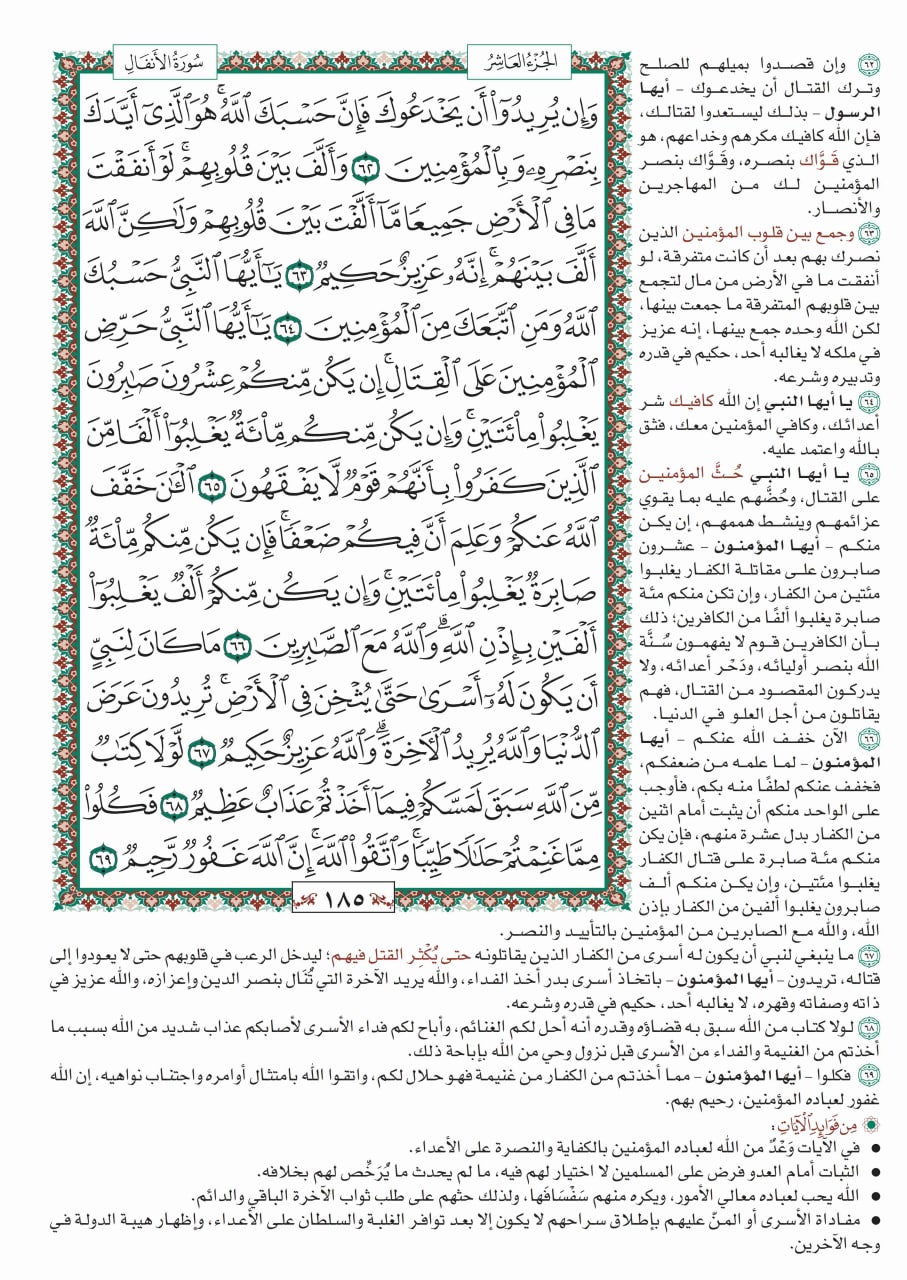 الجُزْءُ العَاشِرُ
سُورَةُ الأَنفَالِ
وَإِن يُرِيدُوٓاْ أَن يَخْدَعُوكَ فَإِنَّ حَسْبَكَ ٱللَّهُۚ هُوَ ٱلَّذِىٓ أَيَّدَكَ
بِنَصْرِهِۦ وَبِٱلْمُؤْمِنِينَ ٦٢ وَأَلَّفَ بَيْنَ قُلُوبِهِمْۚ لَوْ أَنفَقْتَ
مَا فِى ٱلْأَرْضِ جَمِيعًا مَّآ أَلَّفْتَ بَيْنَ قُلُوبِهِمْ وَلَٰكِنَّ ٱللَّهَ
أَلَّفَ بَيْنَهُمْۚ إِنَّهُۥ عَزِيزٌ حَكِيمٌ ٦٣ يَٰٓأَيُّهَا ٱلنَّبِىُّ حَسْبُكَ
ٱللَّهُ وَمَنِ ٱتَّبَعَكَ مِنَ ٱلْمُؤْمِنِينَ ٦٤ يَٰٓأَيُّهَا ٱلنَّبِىُّ حَرِّضِ
ٱلْمُؤْمِنِينَ عَلَى ٱلْقِتَالِۚ إِن يَكُن مِّنكُمْ عِشْرُونَ صَٰبِرُونَ
يَغْلِبُواْ مِاْئَتَيْنِۚ وَإِن يَكُن مِّنكُم مِّاْئَةٌ يَغْلِبُوٓاْ أَلْفًا مِّنَ
ٱلَّذِينَ كَفَرُواْ بِأَنَّهُمْ قَوْمٌ لَّا يَفْقَهُونَ ٦٥ ٱلْـَٰٔنَ خَفَّفَ
ٱللَّهُ عَنكُمْ وَعَلِمَ أَنَّ فِيكُمْ ضَعْفًاۚ فَإِن يَكُن مِّنكُم مِّاْئَةٌ
صَابِرَةٌ يَغْلِبُواْ مِاْئَتَيْنِۚ وَإِن يَكُن مِّنكُمْ أَلْفٌ يَغْلِبُوٓاْ
أَلْفَيْنِ بِإِذْنِ ٱللَّهِۗ وَٱللَّهُ مَعَ ٱلصَّٰبِرِينَ ٦٦ مَا كَانَ لِنَبِىٍّ
أَن يَكُونَ لَهُۥٓ أَسْرَىٰ حَتَّىٰ يُثْخِنَ فِى ٱلْأَرْضِۚ تُرِيدُونَ عَرَضَ
ٱلدُّنْيَا وَٱللَّهُ يُرِيدُ ٱلْأٓخِرَةَۗ وَٱللَّهُ عَزِيزٌ حَكِيمٌ ٦٧ لَّوْلَا كِتَٰبٌ
مِّنَ ٱللَّهِ سَبَقَ لَمَسَّكُمْ فِيمَآ أَخَذْتُمْ عَذَابٌ عَظِيمٌ ٦٨ فَكُلُواْ
مِمَّا غَنِمْتُمْ حَلَٰلًا طَيِّبًاۚ وَٱتَّقُواْ ٱللَّهَۚ إِنَّ ٱللَّهَ غَفُورٌ رَّحِيمٌ ٦٩
١٨٥
٦٢ وإن قصدوا بميلهم للصلح
وترك القتال أن يخدعوك - أيها
الرسول - بذلك ليستعدوا لقتالك،
فإن الله كافيك مكرهم وخداعهم، هو
الذي قَوَّاك بنصره، وقَوَّاك بنصر
المؤمنين لك من المهاجرين
والأنصار.
٦٣ وجمع بين قلوب المؤمنين الذين
نصرك بهم بعد أن كانت متفرقة، لو
أنفقت ما في الأرض من مال لتجمع
بين قلوبهم المتفرقة ما جمعت بينها،
لكن الله وحده جمع بينها، إنه عزيز
في ملكه لا يغالبه أحد، حكيم في قدره
وتدبيره وشرعه.
٦٤ يا أيها النبي إن الله كافيك شر
أعدائك، وكافي المؤمنين معك، فثق
بالله واعتمد عليه.
٦٥ يا أيها النبي حُثَّ المؤمنين
على القتال، وحُضَّهم عليه بما يقوي
عزائمهم وينشط هممهم، إن يكن
منكم - أيها المؤمنون - عشرون
صابرون على مقاتلة الكفار يغلبوا
مئتين من الكفار، وإن تكن منكم مئة
صابرة يغلبوا ألفًا من الكافرين؛ ذلك
بأن الكافرين قوم لا يفهمون سُنَّة
الله بنصر أوليائه، ودَحْر أعدائه، ولا
يدركون المقصود من القتال، فهم
يقاتلون من أجل العلو في الدنيا.
٦٦ الآن خفف الله عنكم - أيها
المؤمنون - لما علمه من ضعفكم،
فخفف عنكم لطفًا منه بكم، فأوجب
على الواحد منكم أن يثبت أمام اثنين
من الكفار بدل عشرة منهم، فإن يكن
منكم مئة صابرة على قتال الكفار
يغلبوا مئتين، وإن يكن منكم ألف
صابرون يغلبوا ألفين من الكفار بإذن
الله، والله مع الصابرين من المؤمنين بالتأييد والنصر.
٦٧ ما ينبغي لنبي أن يكون له أسرى من الكفار الذين يقاتلونه حتى يُكْثِر القتل فيهم؛ ليدخل الرعب في قلوبهم حتى لا يعودوا إلى
قتاله، تريدون - أيها المؤمنون - باتخاذ أسرى بدر أخذ الفداء، والله يريد الآخرة التي تُنَال بنصر الدين وإعزازه، والله عزيز في
ذاته وصفاته وقهره، لا يغالبه أحد، حكيم في قدره وشرعه.
٦٨ لولا كتاب من الله سبق به قضاؤه وقدره أنه أحل لكم الغنائم، وأباح لكم فداء الأسرى لأصابكم عذاب شديد من الله بسبب ما
أخذتم من الغنيمة والفداء من الأسرى قبل نزول وحي من الله بإباحة ذلك.
٦٩ فكلوا - أيها المؤمنون - مما أخذتم من الكفار من غنيمة فهو حلال لكم، واتقوا الله بامتثال أوامره واجتناب نواهيه، إن الله
غفور لعباده المؤمنين، رحيم بهم.
مِن فَوَائِدِ الآيَاتِ:
• في الآيات وَعْدٌ من الله لعباده المؤمنين بالكفاية والنصرة على الأعداء.
• الثبات أمام العدو فرض على المسلمين لا اختيار لهم فيه، ما لم يحدث ما يُرَخِّص لهم بخلافه.
• الله يحب لعباده معالي الأمور، ويكره منهم سَفْسَافَها، ولذلك حثهم على طلب ثواب الآخرة الباقي والدائم.
• مفاداة الأسرى أو المنّ عليهم بإطلاق سراحهم لا يكون إلا بعد توافر الغلبة والسلطان على الأعداء، وإظهار هيبة الدولة في
وجه الآخرين.